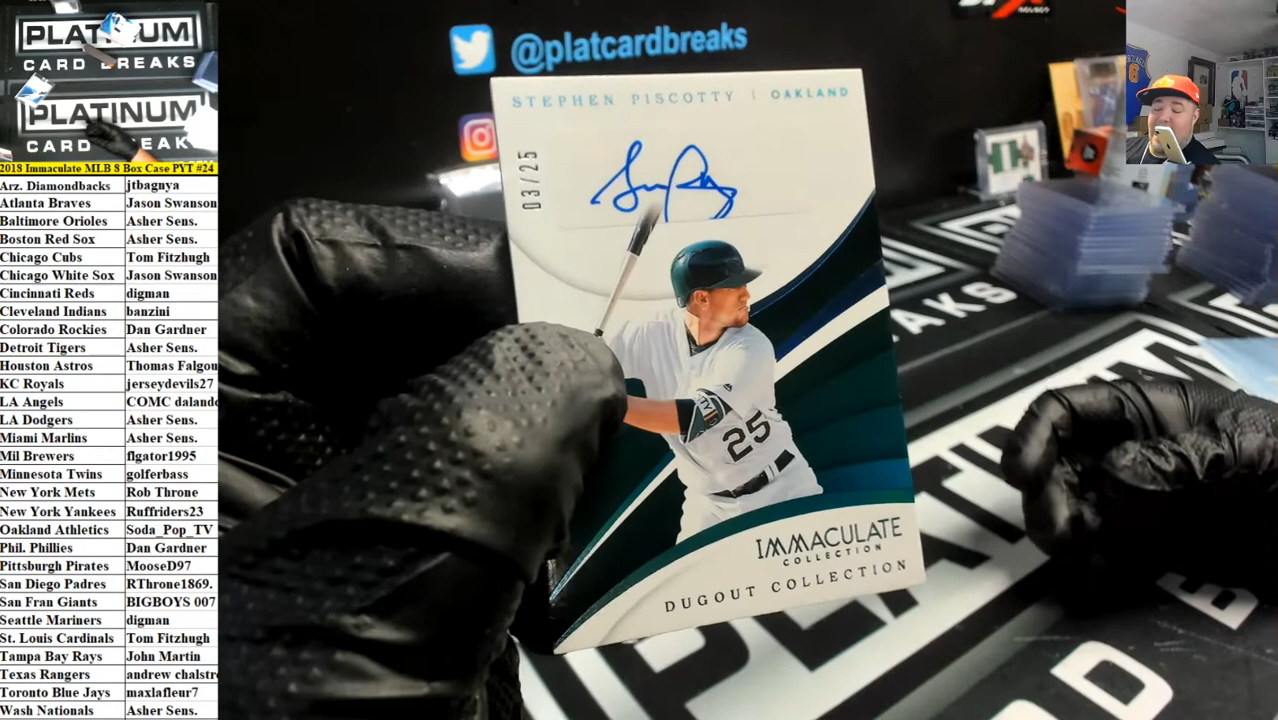 PLATINUM
CARD BREAKS
PLATINUM
CARD BREAK
2018 Immaculate MLB 8 Box Case PYT #24
Arz. Diamondbacks jtbagnya
Atlanta Braves Jason Swanson
Baltimore Orioles Asher Sens.
Boston Red Sox Asher Sens.
Chicago Cubs Tom Fitzhugh
Chicago White Sox Jason Swanson
Cincinnati Reds digman
Cleveland Indians banzini
Colorado Rockies Dan Gardner
Detroit Tigers Asher Sens.
Houston Astros Thomas Falgou
KC Royals jerseydevils27
LA Angels COMC daland
LA Dodgers Asher Sens.
Miami Marlins Asher Sens.
Mil Brewers flgator1995
Minnesota Twins golferbass
New York Mets Rob Throne
New York Yankees Ruffriders23
Oakland Athletics Soda_Pop_TV
Phil. Phillies Dan Gardner
Pittsburgh Pirates MooseD97
San Diego Padres RThrone1869.
San Fran Giants BIGBOYS 007
Seattle Mariners digman
St. Louis Cardinals Tom Fitzhugh
Tampa Bay Rays John Martin
Texas Rangers andrew chalstr
Toronto Blue Jays maxlafleur7
Wash Nationals Asher Sens.
@platcardbreaks
STEPHEN PISCOTTY | OAKLAND
03/25
25
IMMACULATE
COLLECTION
DUGOUT COLLECTION
AKS
PLATINUM